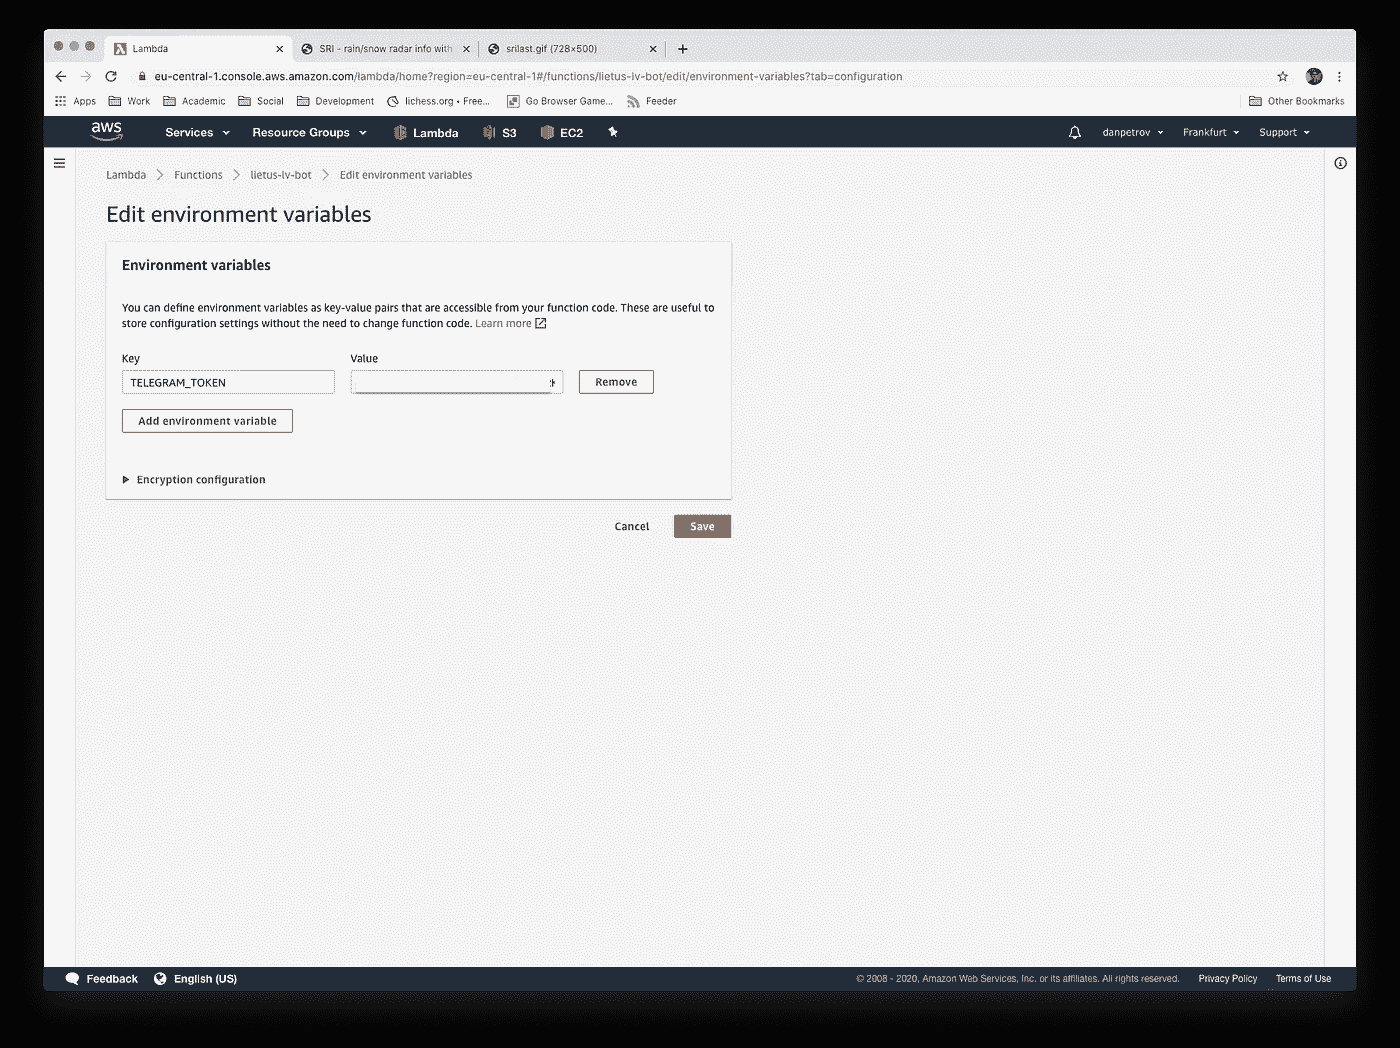 Lambda
SRI - rain/snow radar info with
srilast.gif (728×500)
eu-central-1.console.aws.amazon.com/lambda/home?region=eu-central-1#/functions/lietus-lv-bot/edit/environment-variables?tab=configuration
Apps Work Academic Social Development lichess.org • Free... Go Browser Game... Feeder Other Bookmarks
aws Services Resource Groups Lambda S3 EC2 danpetrov Frankfurt Support
Lambda Functions lietus-lv-bot Edit environment variables
Edit environment variables
Environment variables
You can define environment variables as key-value pairs that are accessible from your function code. These are useful to
store configuration settings without the need to change function code. Learn more
Key Value
TELEGRAM_TOKEN Remove
Add environment variable
Encryption configuration
Cancel Save
Feedback English (US) © 2008 - 2020, Amazon Web Services, Inc. or its affiliates. All rights reserved. Privacy Policy Terms of Use